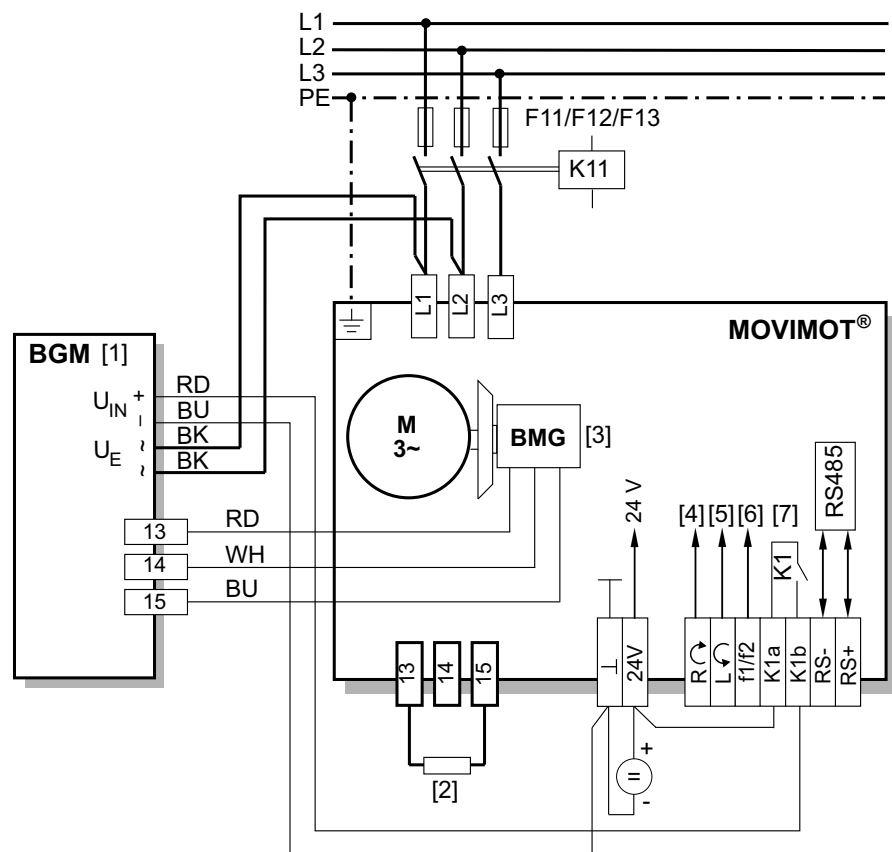 L1
L2
L3
PE
F11/F12/F13
K11
L1 L2 L3
MOVIMOT®
BGM [1]
RD
U_IN + −
BU
BK
U_E ~ ~
BK
M
3~
BMG [3]
13 RD
14 WH
15 BU
24 V
[4] [5] [6] [7]
RS485
K1
13 14 15
⊥ 24V
R L f1/f2 K1a K1b RS- RS+
[2]
+
=
-